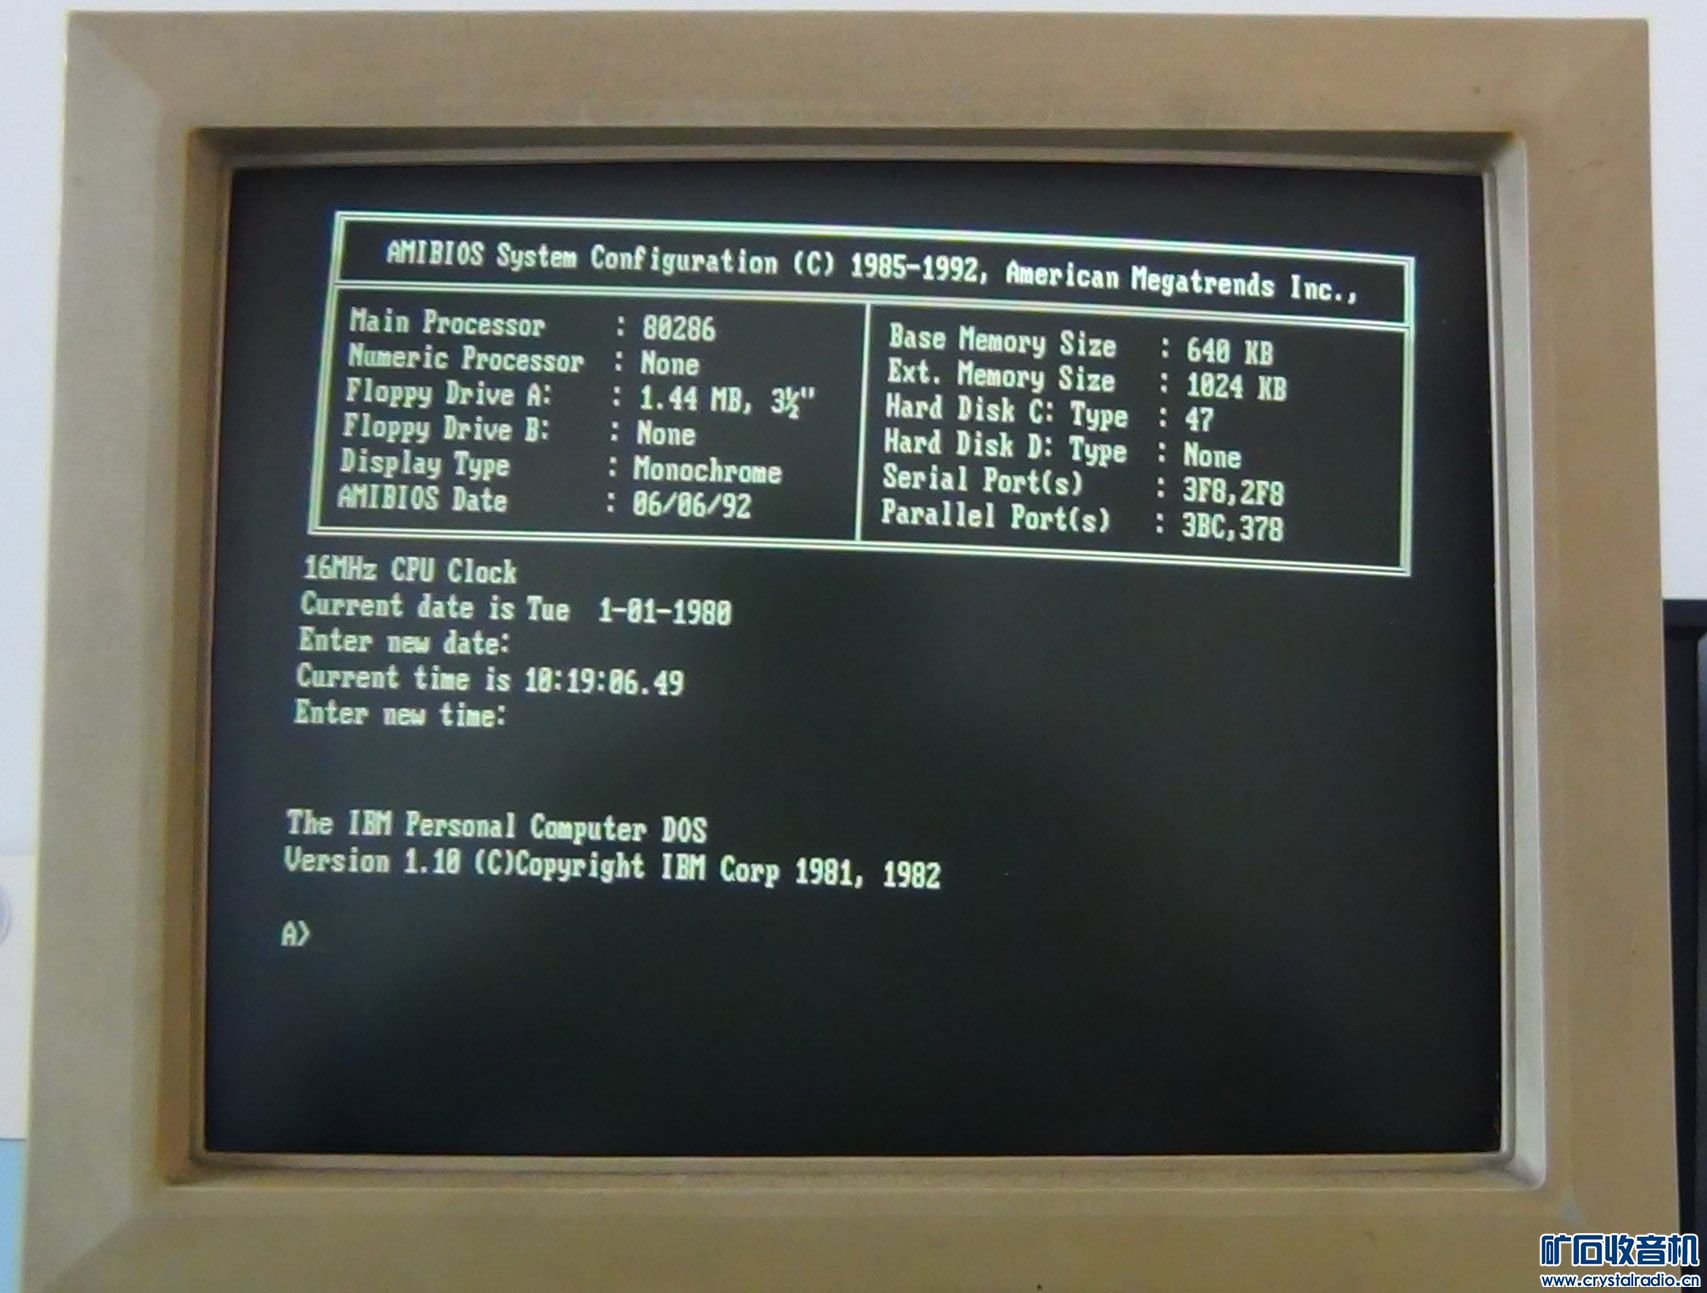 AMIBIOS System Configuration (C) 1985-1992, American Megatrends Inc.,
Main Processor : 80286
Numeric Processor : None
Floppy Drive A: : 1.44 MB, 3½"
Floppy Drive B: : None
Display Type : Monochrome
AMIBIOS Date : 06/06/92
Base Memory Size : 640 KB
Ext. Memory Size : 1024 KB
Hard Disk C: Type : 47
Hard Disk D: Type : None
Serial Port(s) : 3F8,2F8
Parallel Port(s) : 3BC,378
16MHz CPU Clock
Current date is Tue  1-01-1980
Enter new date:
Current time is 10:19:06.49
Enter new time:
The IBM Personal Computer DOS
Version 1.10 (C)Copyright IBM Corp 1981, 1982
A>
矿石收音机
www.crystalradio.cn